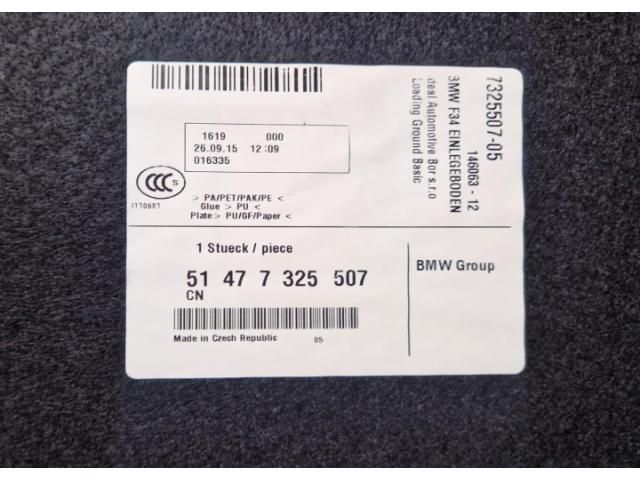 1619 000
26.09.15 12:09
016335
CCC S
> PA/PET/PAK/PE <
Glue > PU <
Plate> PU/GF/Paper <
7325507-05
146063 - 12
BMW F34 EINLEGEBODEN
Ideal Automotive Bor s.r.o
Loading Ground Basic
1 Stueck / piece
51 47 7 325 507
CN
Made in Czech Republic 05
BMW Group